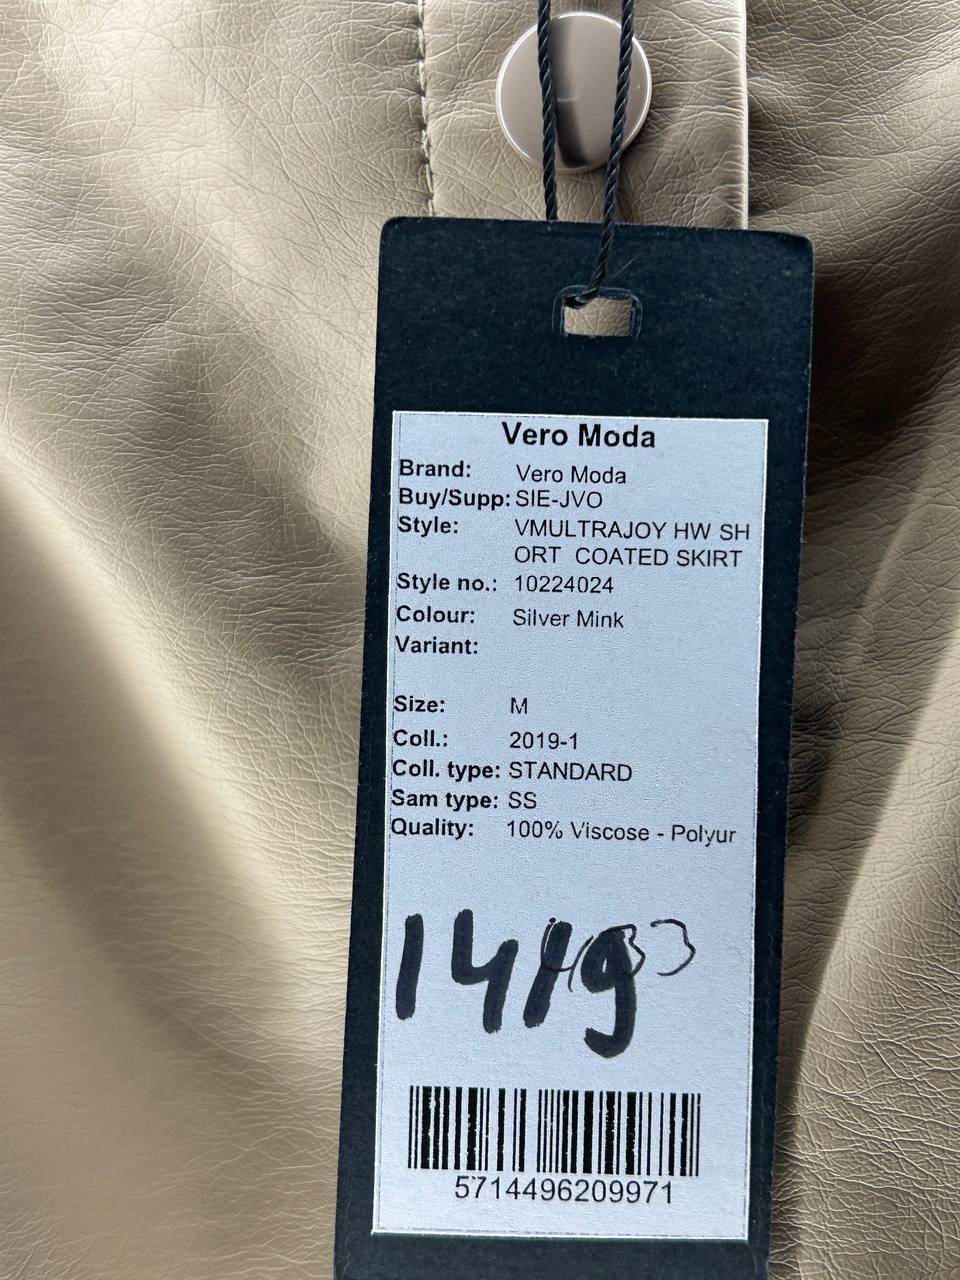 Vero Moda
Brand: Vero Moda
Buy/Supp: SIE-JVO
Style: VMULTRAJOY HW SH
ORT COATED SKIRT
Style no.: 10224024
Colour: Silver Mink
Variant:
Size: M
Coll.: 2019-1
Coll. type: STANDARD
Sam type: SS
Quality: 100% Viscose - Polyur
1419
5714496209971